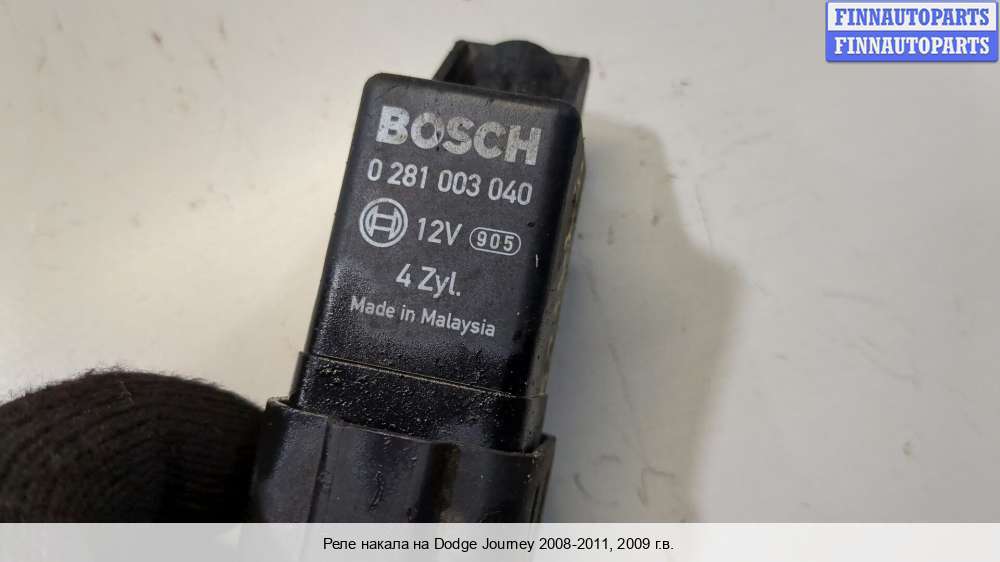 FINNAUTOPARTS
FINNAUTOPARTS
BOSCH
0 281 003 040
12V 905
4 Zyl.
Made in Malaysia
Реле накала на Dodge Journey 2008-2011, 2009 г.в.